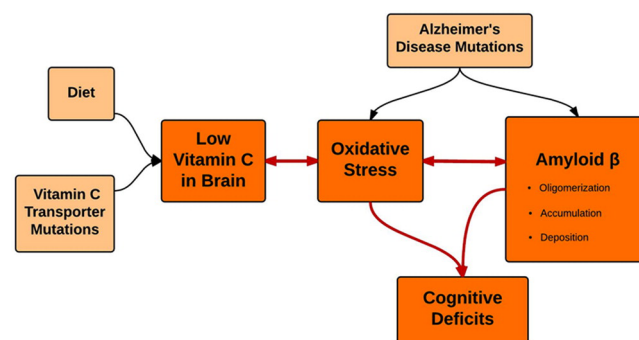 Alzheimer's
Disease Mutations
Diet
Low
Vitamin C
in Brain
Oxidative
Stress
Amyloid β
• Oligomerization
• Accumulation
• Deposition
Vitamin C
Transporter
Mutations
Cognitive
Deficits